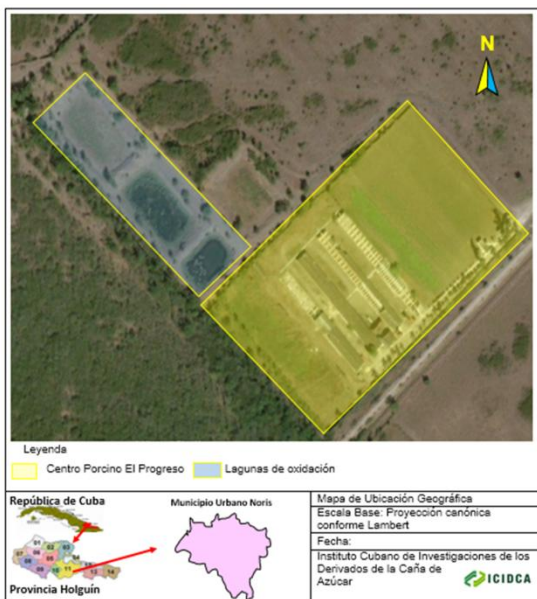 N
Leyenda
Centro Porcino El Progreso
Lagunas de oxidación
República de Cuba
Provincia Holguín
Municipio Urbano Noris
Mapa de Ubicación Geográfica
Escala Base: Proyección canónica
conforme Lambert
Fecha:
Instituto Cubano de Investigaciones de los
Derivados de la Caña de
Azúcar
ICIDCA